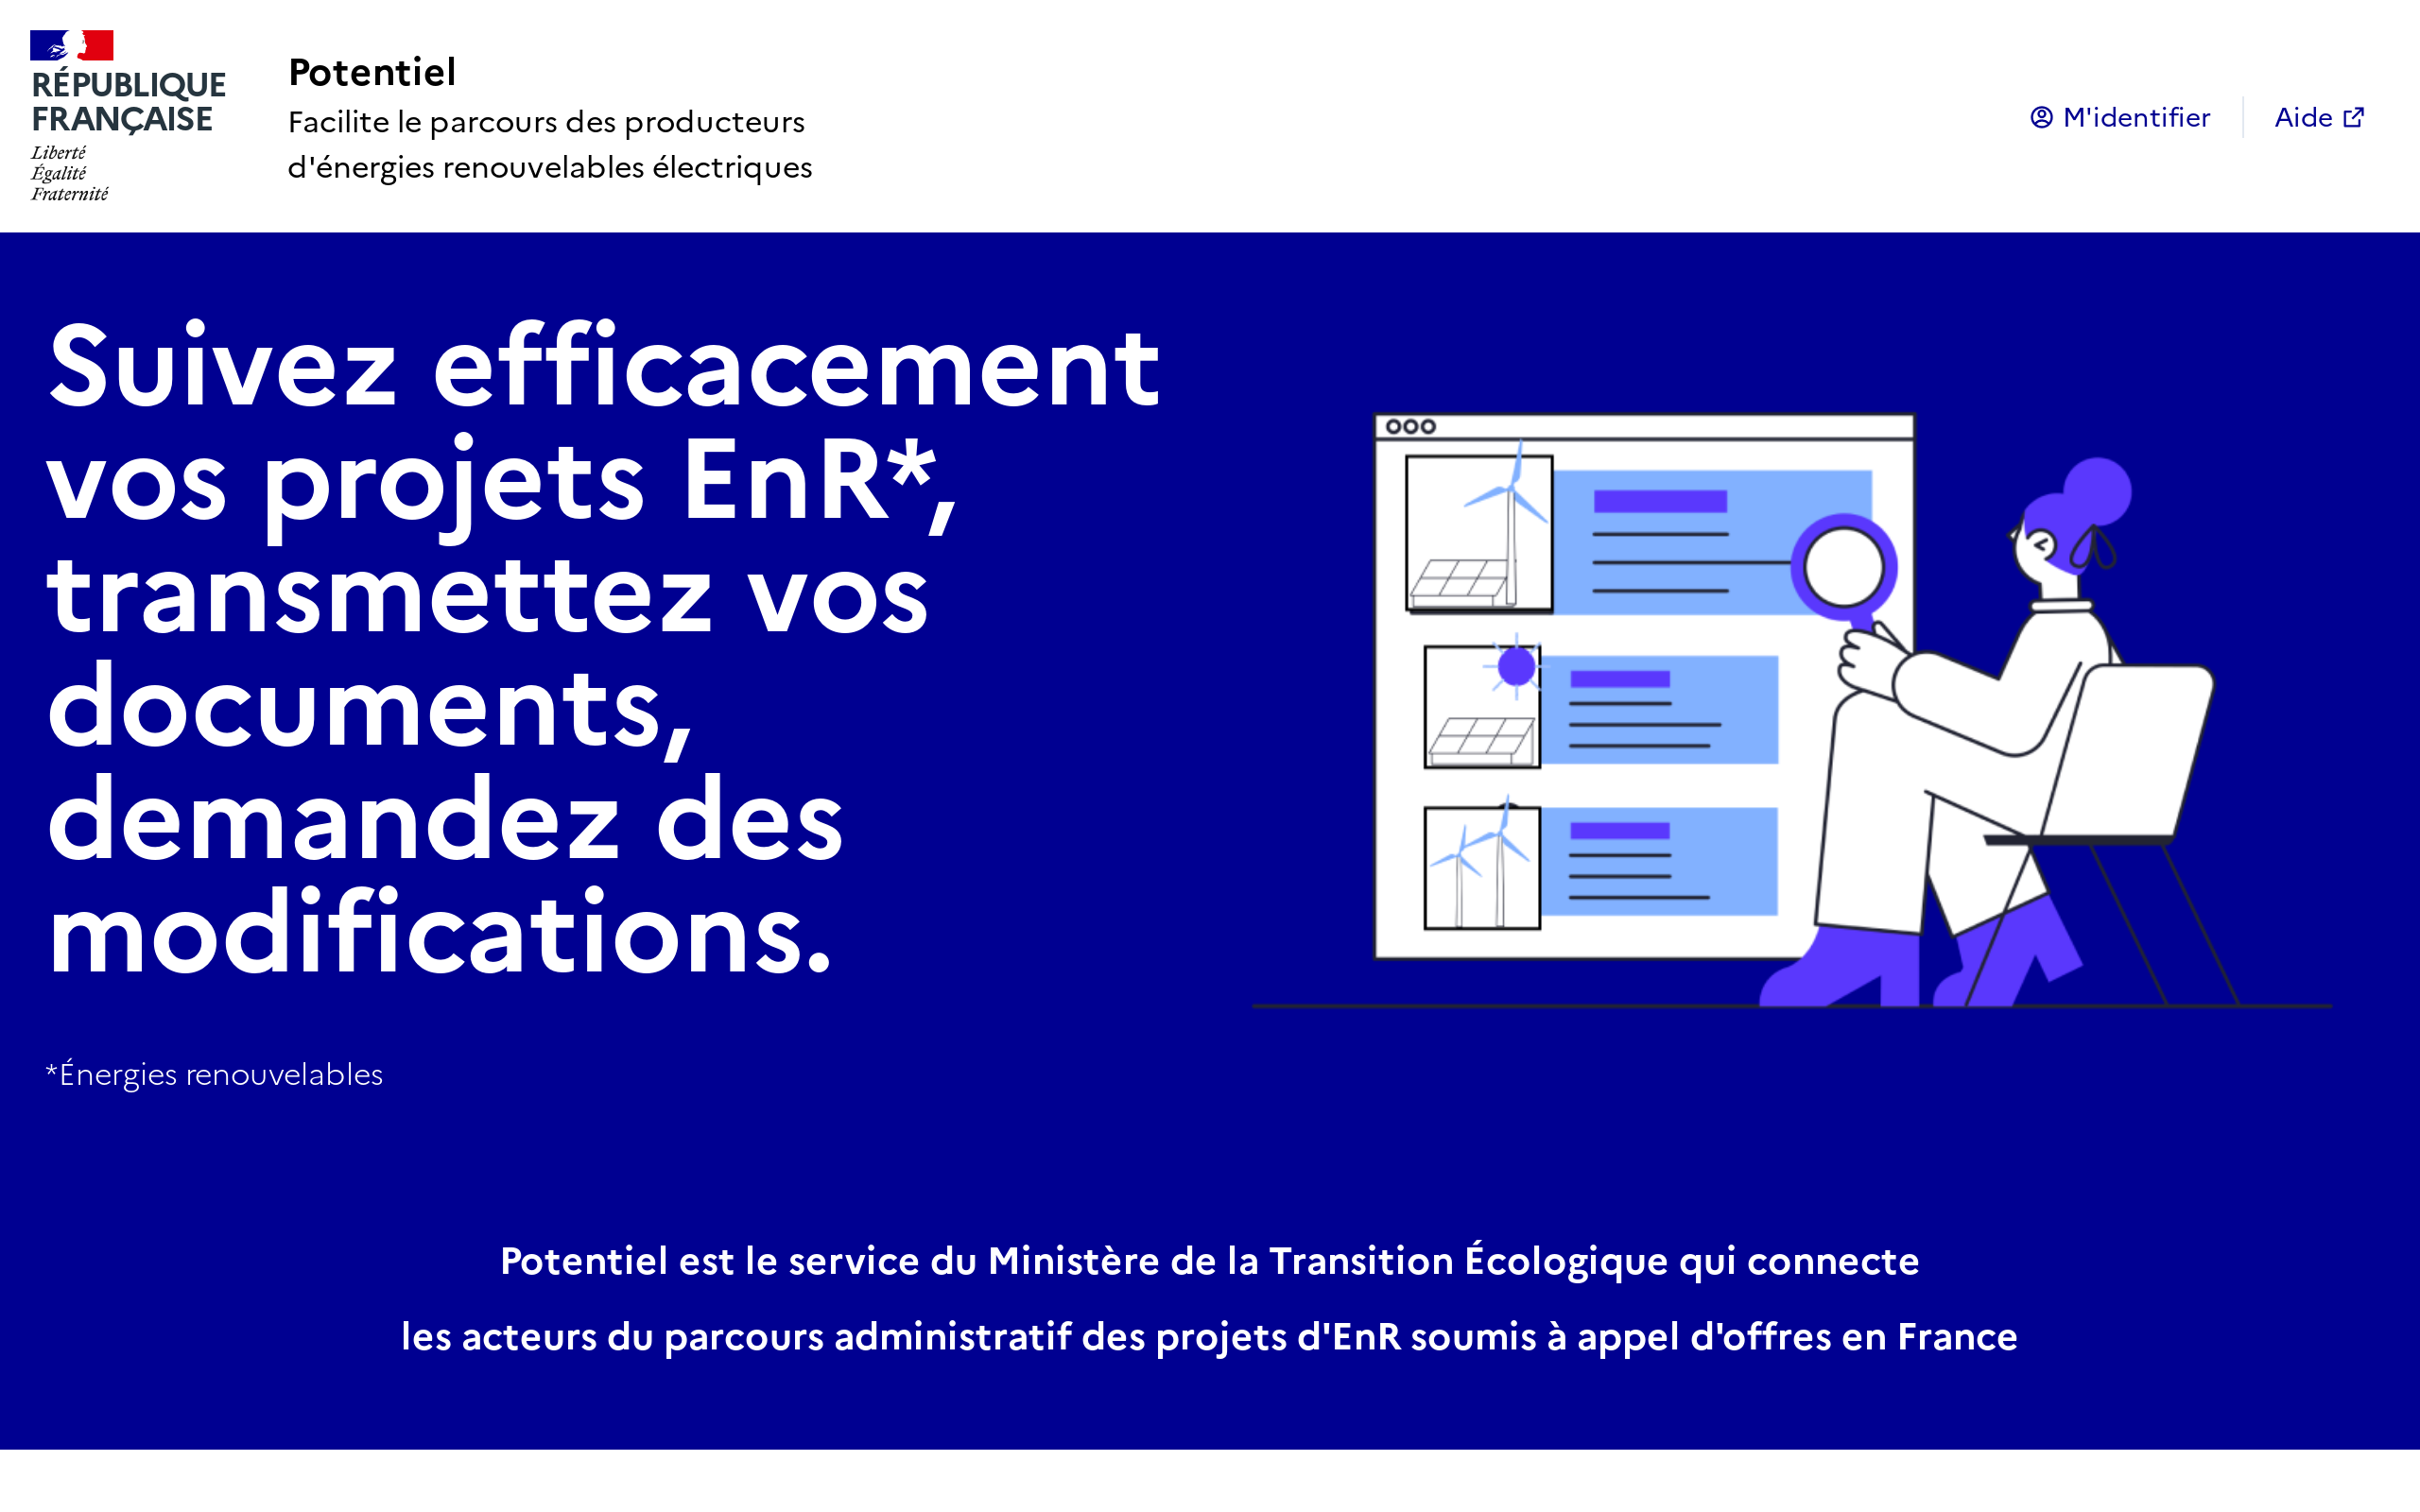 RÉPUBLIQUE
FRANÇAISE
Liberté
Égalité
Fraternité
Potentiel
Facilite le parcours des producteurs
d'énergies renouvelables électriques
M'identifier
Aide
Suivez efficacement
vos projets EnR*,
transmettez vos
documents,
demandez des
modifications.
*Énergies renouvelables
Potentiel est le service du Ministère de la Transition Écologique qui connecte
les acteurs du parcours administratif des projets d'EnR soumis à appel d'offres en France